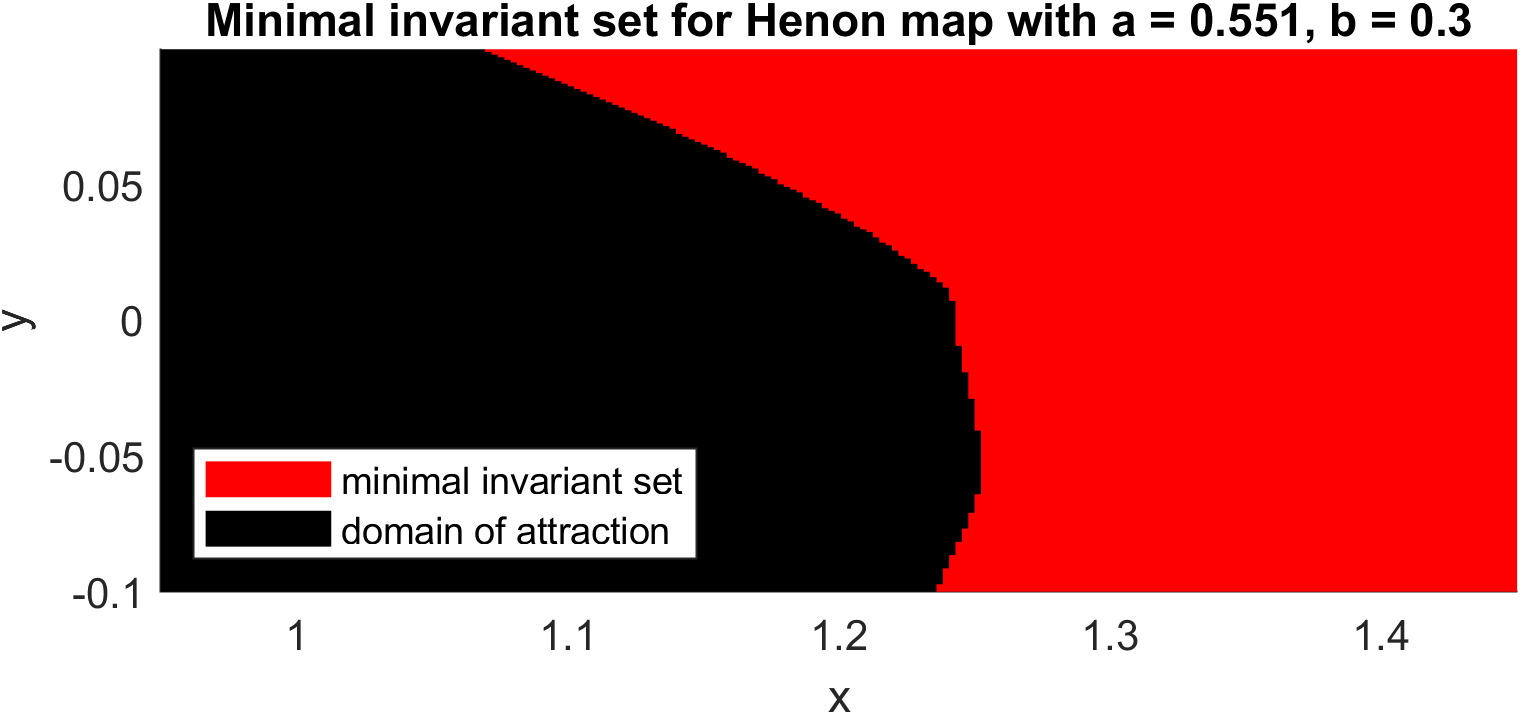 Minimal invariant set for Henon map with a = 0.551, b = 0.3
0.05
0
-0.05
-0.1
y
minimal invariant set
domain of attraction
1 1.1 1.2 1.3 1.4
x